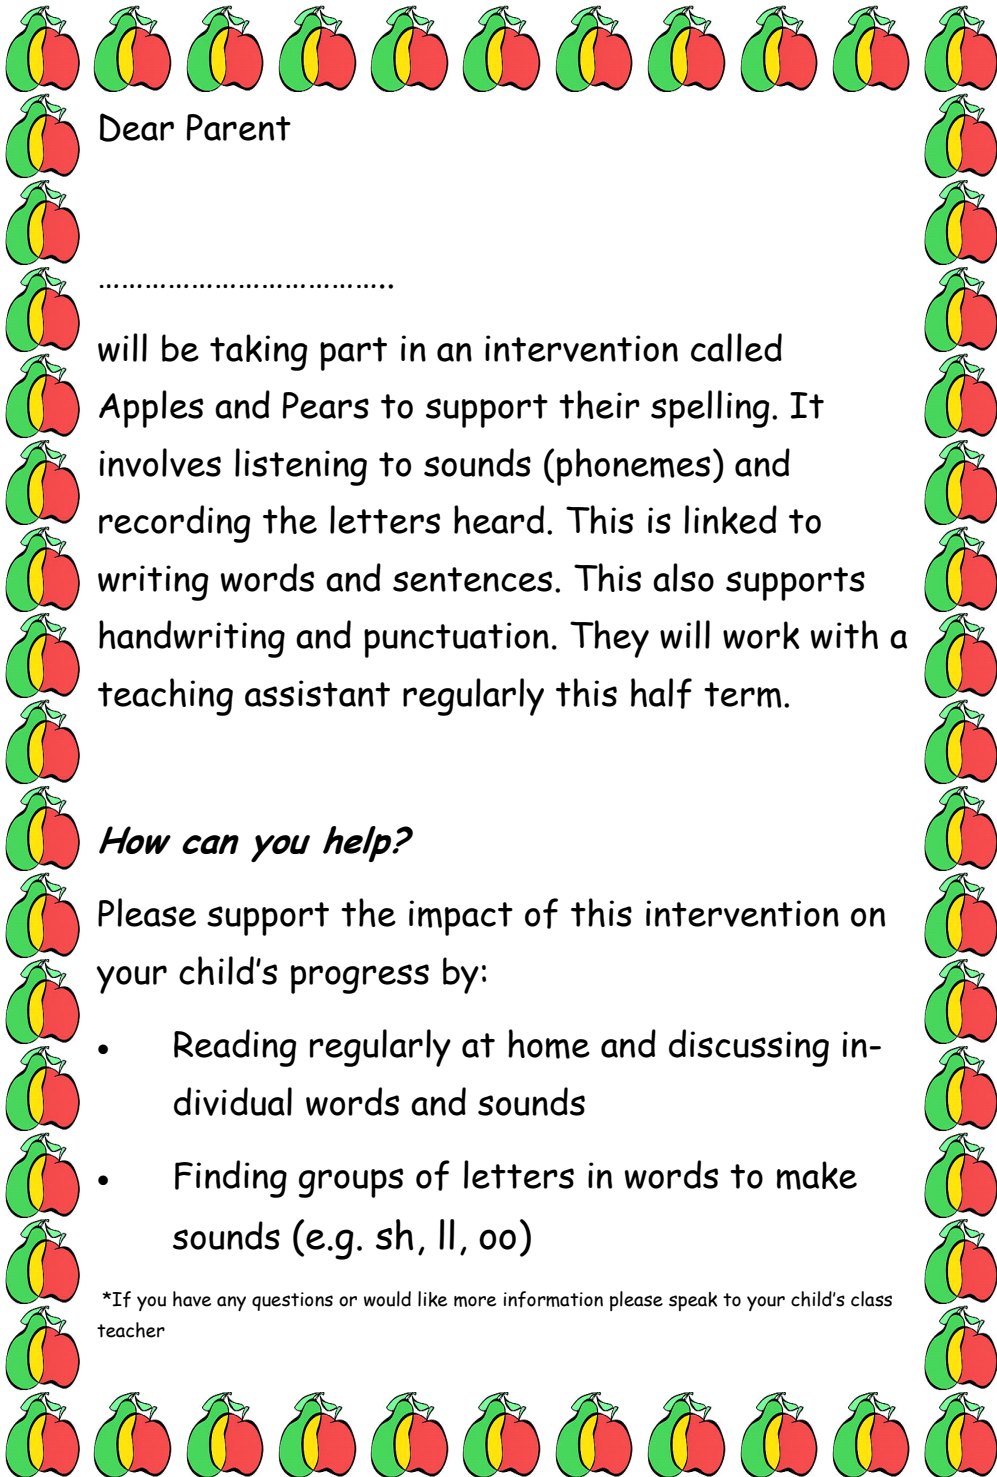 Dear Parent
………………………………..
will be taking part in an intervention called
Apples and Pears to support their spelling. It
involves listening to sounds (phonemes) and
recording the letters heard. This is linked to
writing words and sentences. This also supports
handwriting and punctuation. They will work with a
teaching assistant regularly this half term.
How can you help?
Please support the impact of this intervention on
your child’s progress by:
• Reading regularly at home and discussing in-
dividual words and sounds
• Finding groups of letters in words to make
sounds (e.g. sh, ll, oo)
*If you have any questions or would like more information please speak to your child’s class
teacher